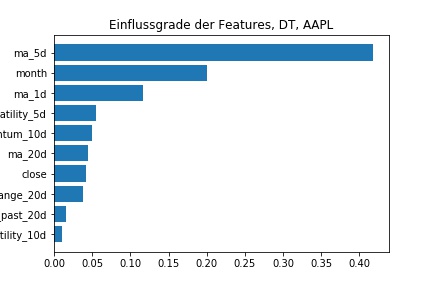 Einflussgrade der Features, DT, AAPL
ma_5d
month
ma_1d
atility_5d
ntum_10d
ma_20d
close
ange_20d
_past_20d
tility_10d
0.00 0.05 0.10 0.15 0.20 0.25 0.30 0.35 0.40